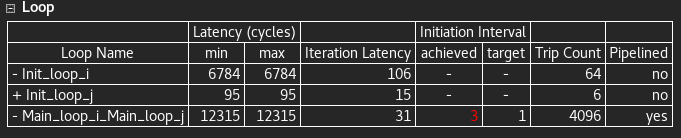 Loop
Latency (cycles) Initiation Interval
Loop Name min max Iteration Latency achieved target Trip Count Pipelined
- Init_loop_i 6784 6784 106 - - 64 no
+ Init_loop_j 95 95 15 - - 6 no
- Main_loop_i_Main_loop_j 12315 12315 31 3 1 4096 yes